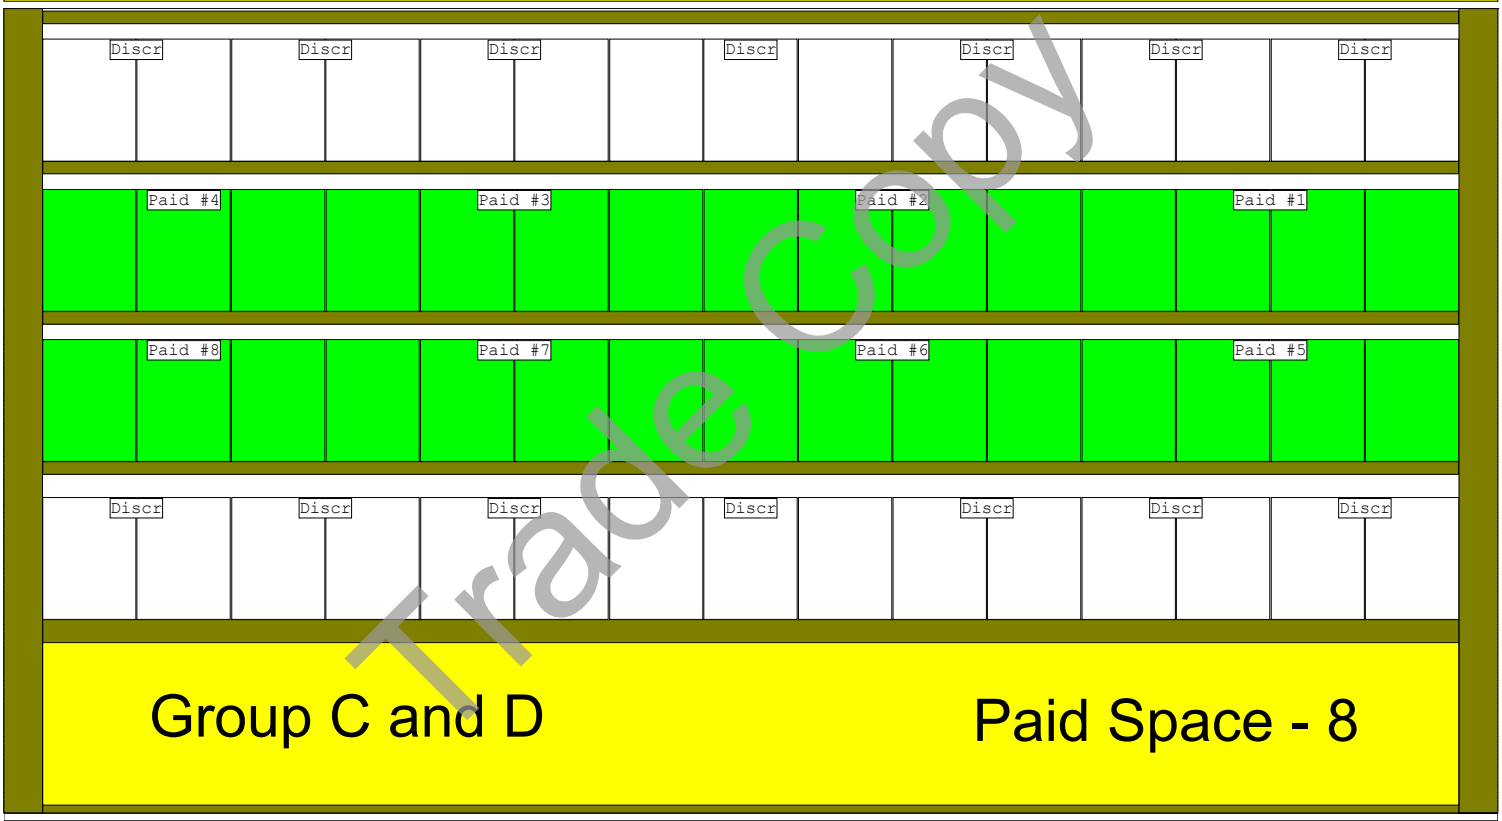 Discr Discr Discr Discr Discr Discr Discr
Paid #4 Paid #3 Paid #2 Paid #1
Paid #8 Paid #7 Paid #6 Paid #5
Discr Discr Discr Discr Discr Discr Discr
Group C and D Paid Space - 8
Trade Copy